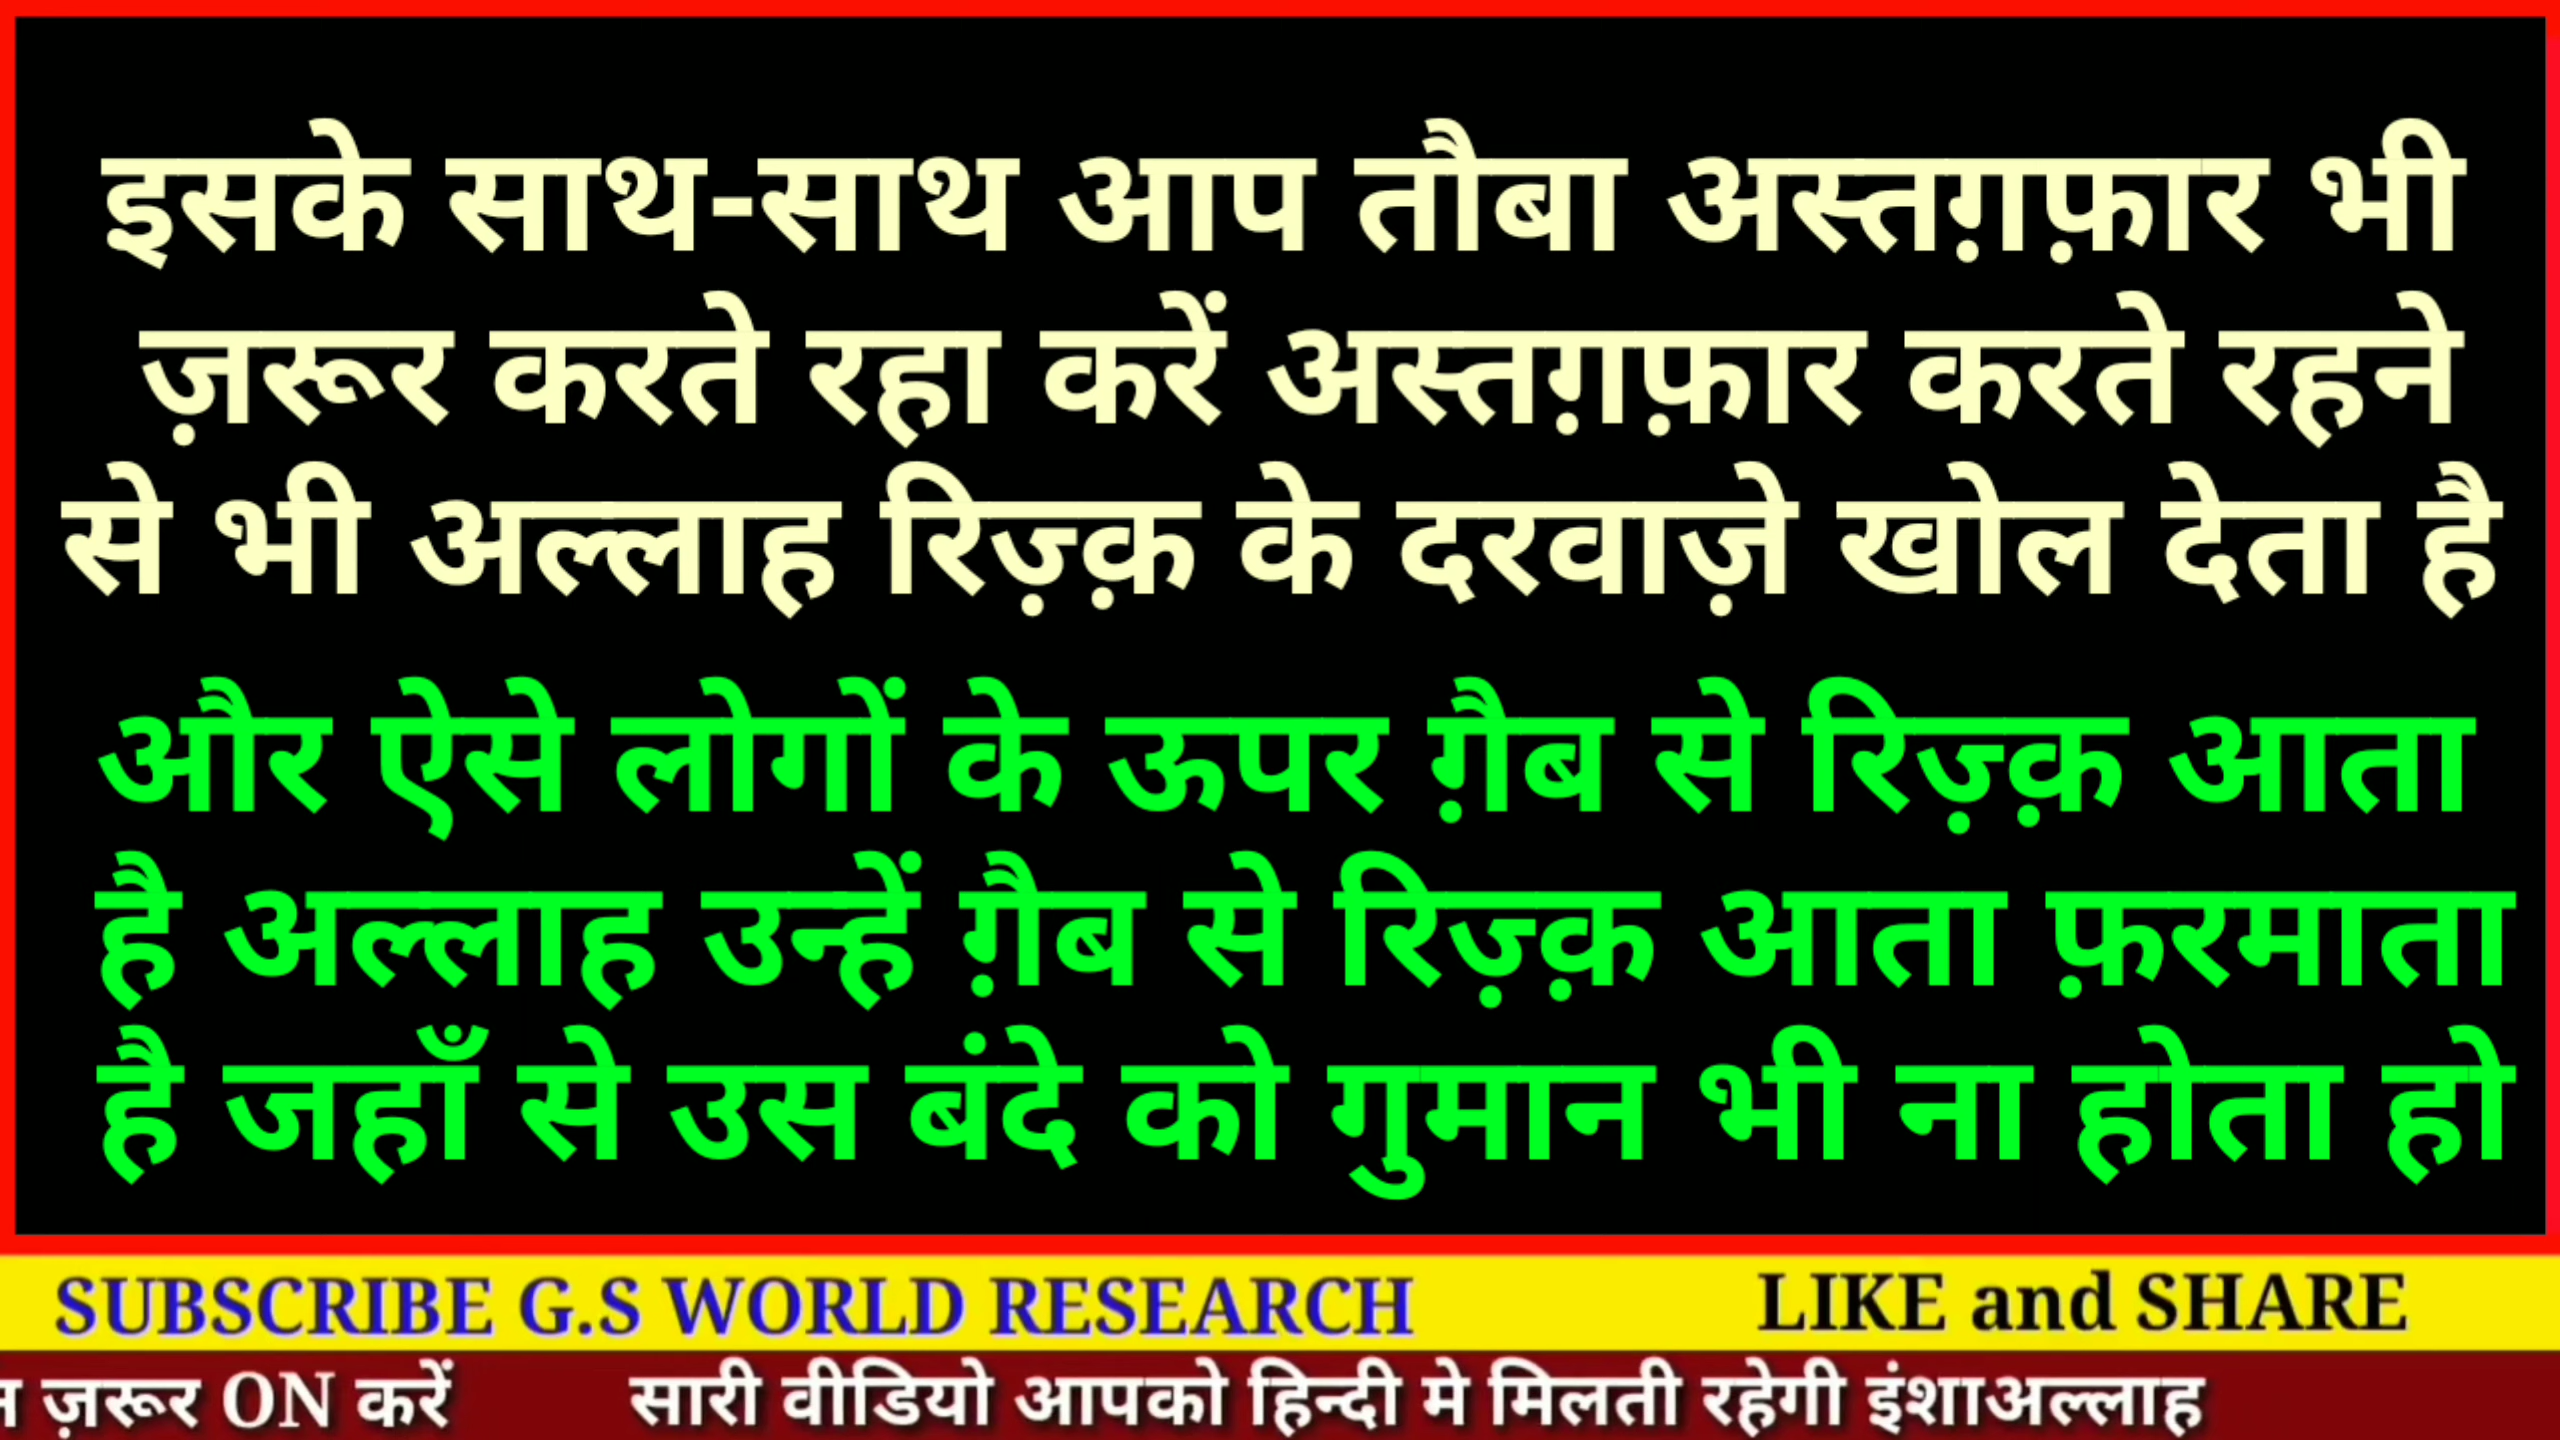 इसके साथ-साथ आप तौबा अस्तग़फ़ार भी
ज़रूर करते रहा करें अस्तग़फ़ार करते रहने
से भी अल्लाह रिज़्क़ के दरवाज़े खोल देता है
और ऐसे लोगों के ऊपर ग़ैब से रिज़्क़ आता
है अल्लाह उन्हें ग़ैब से रिज़्क़ आता फ़रमाता
है जहाँ से उस बंदे को गुमान भी ना होता हो
SUBSCRIBE G.S WORLD RESEARCH LIKE and SHARE
ज़रूर ON करें सारी वीडियो आपको हिन्दी मे मिलती रहेगी इंशाअल्लाह